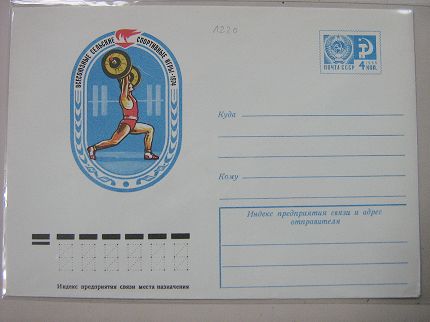 1220
ВСЕСОЮЗНЫЕ СЕЛЬСКИЕ СПОРТИВНЫЕ ИГРЫ-1974
ПОЧТА СССР 4 КОП.
Куда
Кому
Индекс предприятия связи и адрес
отправителя
Индекс предприятия связи места назначения